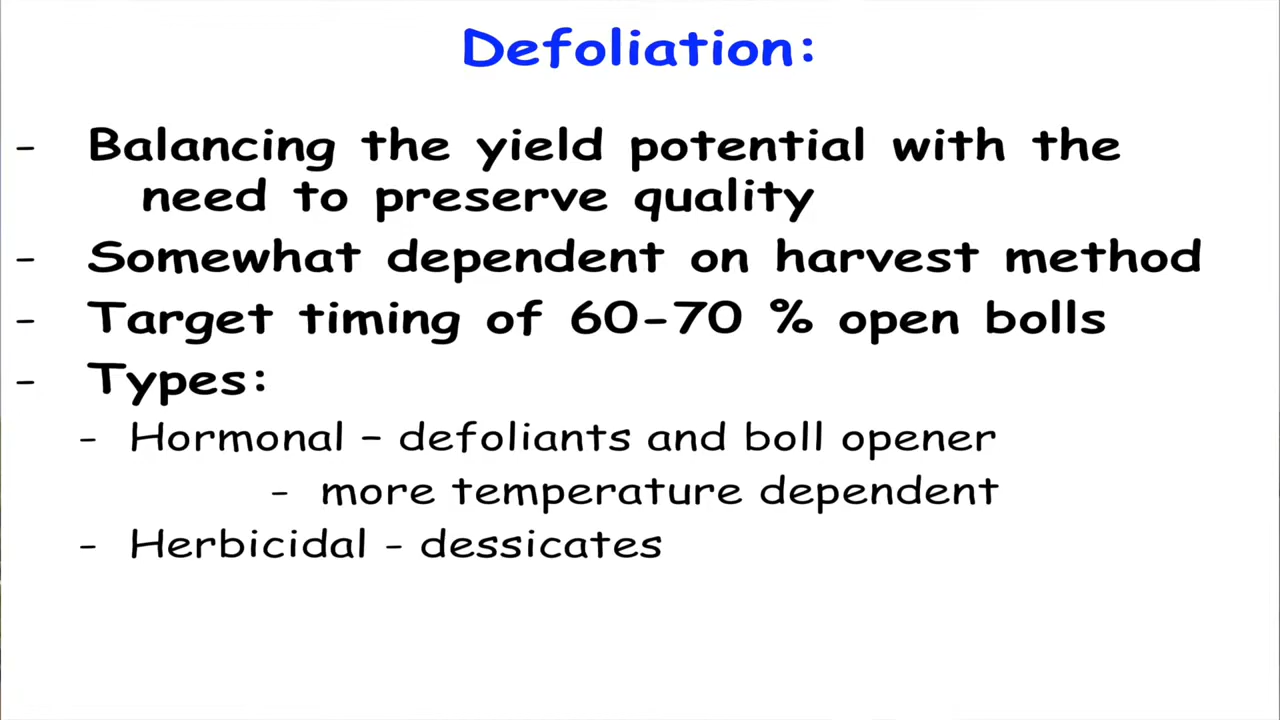 Defoliation:
- Balancing the yield potential with the
need to preserve quality
- Somewhat dependent on harvest method
- Target timing of 60-70 % open bolls
- Types:
- Hormonal – defoliants and boll opener
- more temperature dependent
- Herbicidal - dessicates